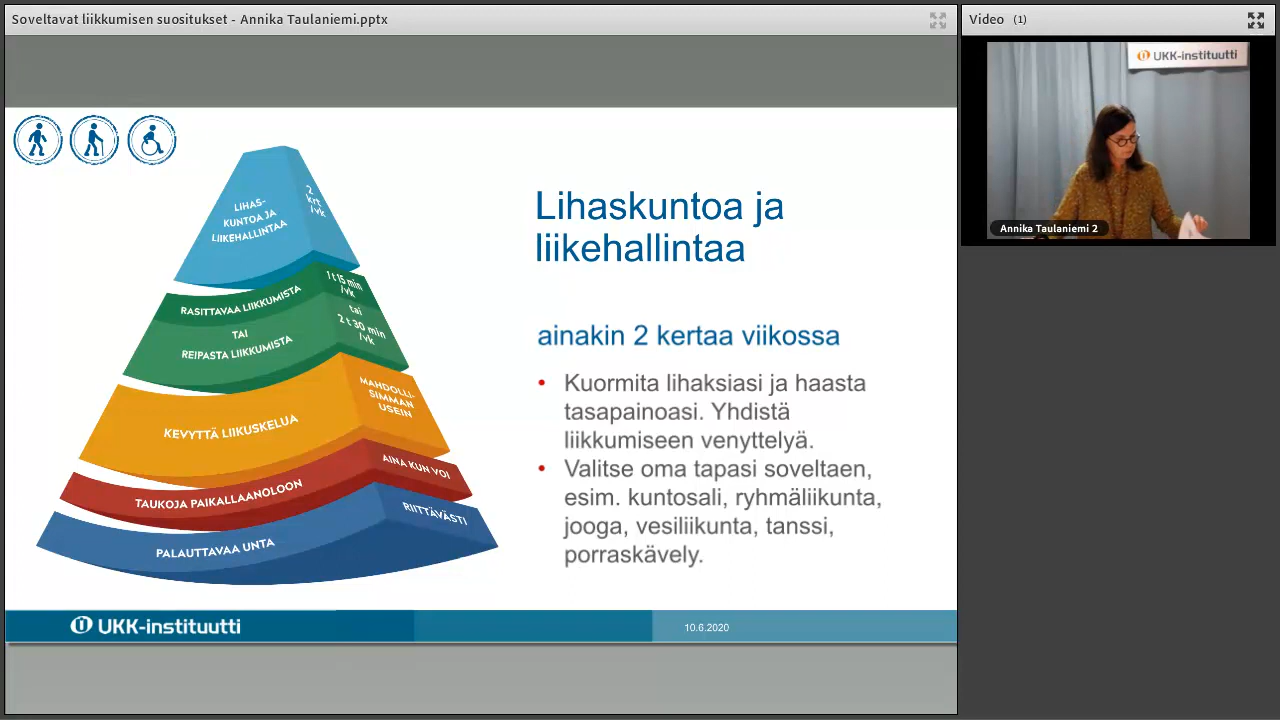 Soveltavat liikkumisen suositukset - Annika Taulaniemi.pptx
Video (1)
UKK-instituutti
Annika Taulaniemi 2
LIHAS-
KUNTOA JA
LIIKEHALLINTAA
2
krt
/vk
RASITTAVAA LIIKKUMISTA
1 t 15 min
/vk
TAI
tai
REIPASTA LIIKKUMISTA
2 t 30 min
/vk
KEVYTTÄ LIIKUSKELUA
MAHDOLLI-
SIMMAN
USEIN
TAUKOJA PAIKALLAANOLOON
AINA KUN VOI
PALAUTTAVAA UNTA
RIITTÄVÄSTI
Lihaskuntoa ja
liikehallintaa
ainakin 2 kertaa viikossa
• Kuormita lihaksiasi ja haasta
tasapainoasi. Yhdistä
liikkumiseen venyttelyä.
• Valitse oma tapasi soveltaen,
esim. kuntosali, ryhmäliikunta,
jooga, vesiliikunta, tanssi,
porraskävely.
UKK-instituutti
10.6.2020